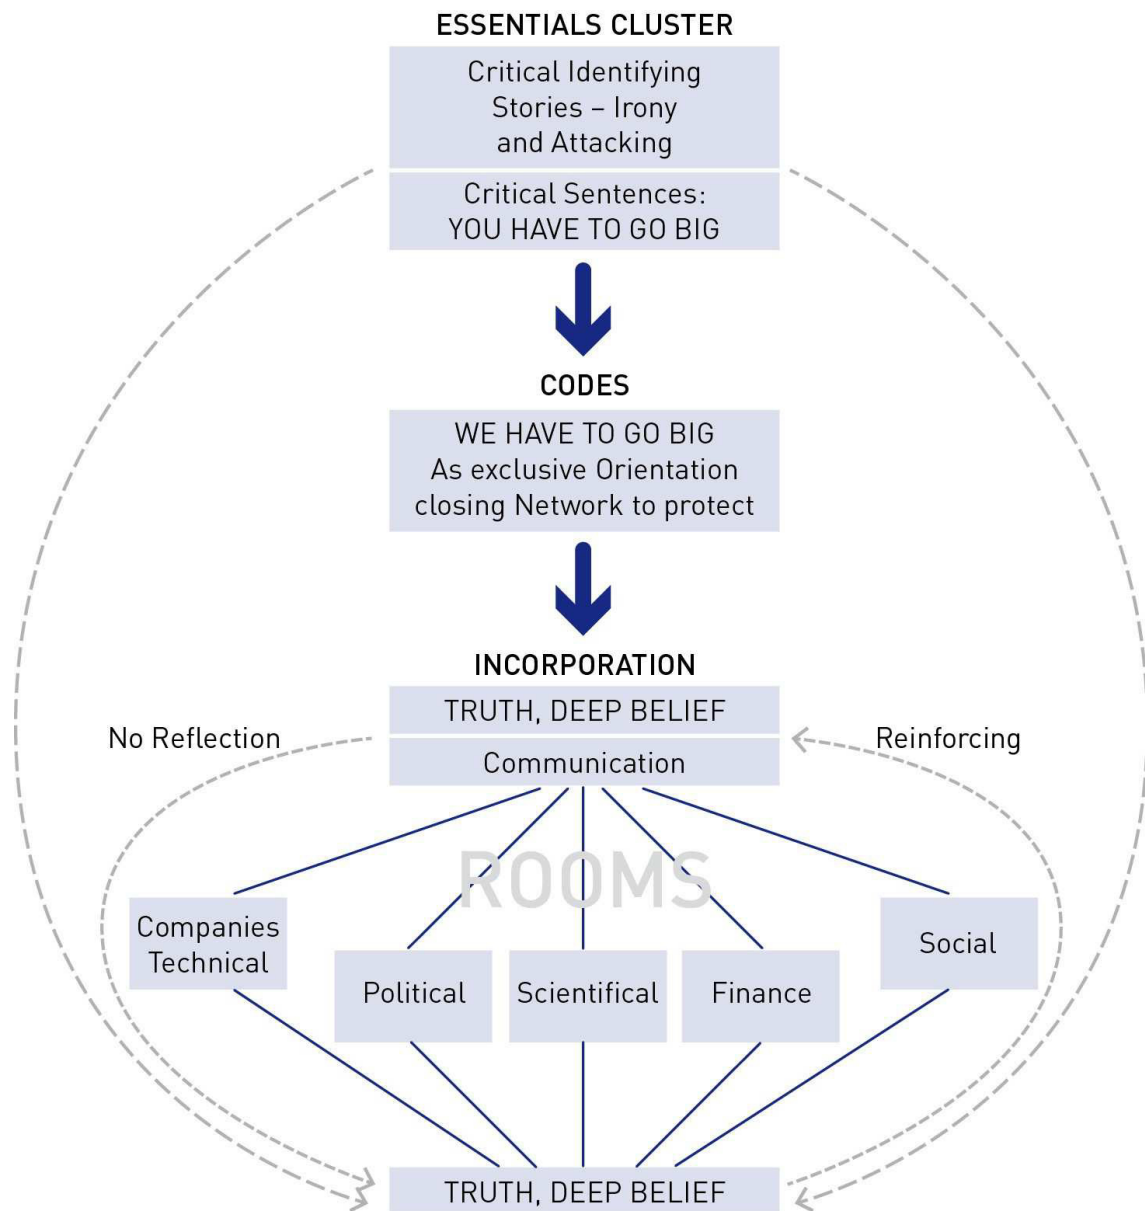 ESSENTIALS CLUSTER
Critical Identifying
Stories – Irony
and Attacking
Critical Sentences:
YOU HAVE TO GO BIG
CODES
WE HAVE TO GO BIG
As exclusive Orientation
closing Network to protect
INCORPORATION
TRUTH, DEEP BELIEF
No Reflection
Reinforcing
Communication
ROOMS
Companies
Technical
Political
Scientifical
Finance
Social
TRUTH, DEEP BELIEF